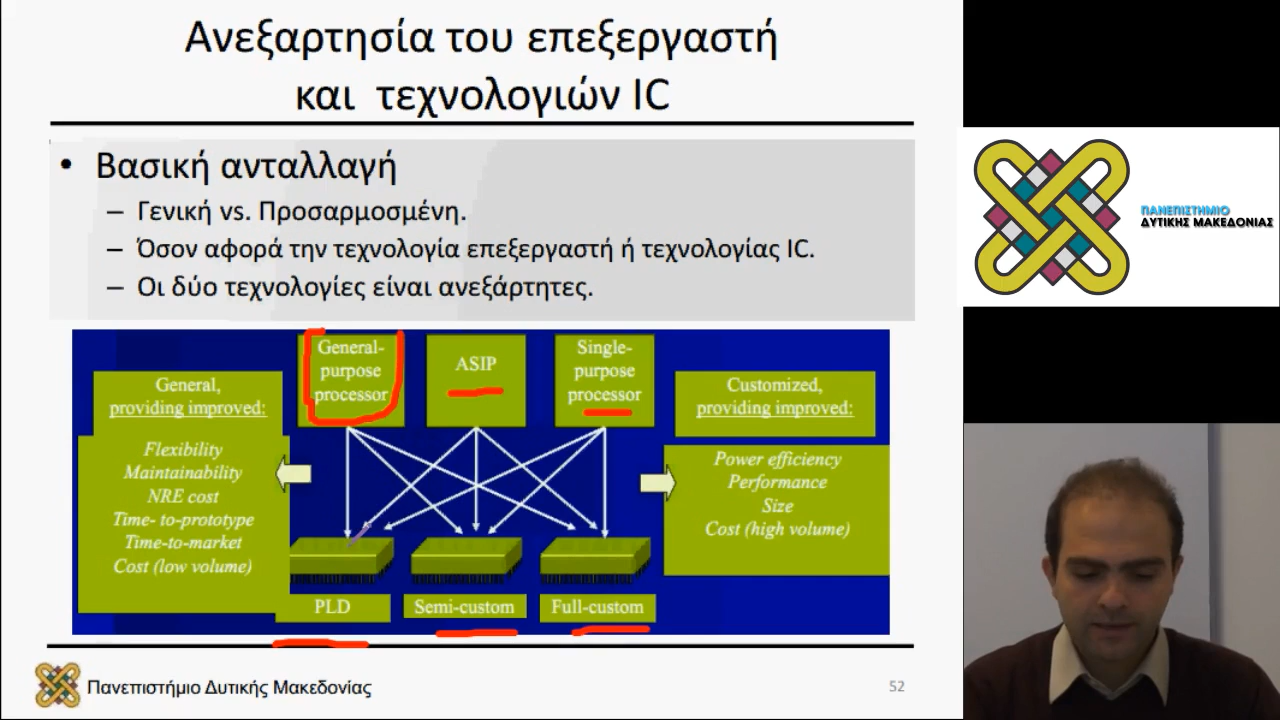 Ανεξαρτησία του επεξεργαστή
και τεχνολογιών IC
• Βασική ανταλλαγή
– Γενική vs. Προσαρμοσμένη.
– Όσον αφορά την τεχνολογία επεξεργαστή ή τεχνολογίας IC.
– Οι δύο τεχνολογίες είναι ανεξάρτητες.
General,
providing improved:
Flexibility
Maintainability
NRE cost
Time- to-prototype
Time-to-market
Cost (low volume)
General-
purpose
processor
ASIP
Single-
purpose
processor
PLD
Semi-custom
Full-custom
Customized,
providing improved:
Power efficiency
Performance
Size
Cost (high volume)
Πανεπιστήμιο Δυτικής Μακεδονίας
52
ΠΑΝΕΠΙΣΤΗΜΙΟ
ΔΥΤΙΚΗΣ ΜΑΚΕΔΟΝΙΑΣ